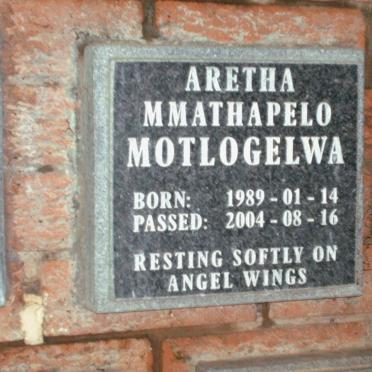 ARETHA
MMATHAPELO
MOTLOGELWA
BORN: 1989 - 01 - 14
PASSED: 2004 - 08 - 16
RESTING SOFTLY ON
ANGEL WINGS